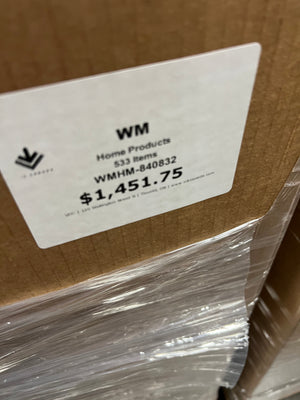 WM
Home Products
533 Items
WMHM-840832
$1,451.75